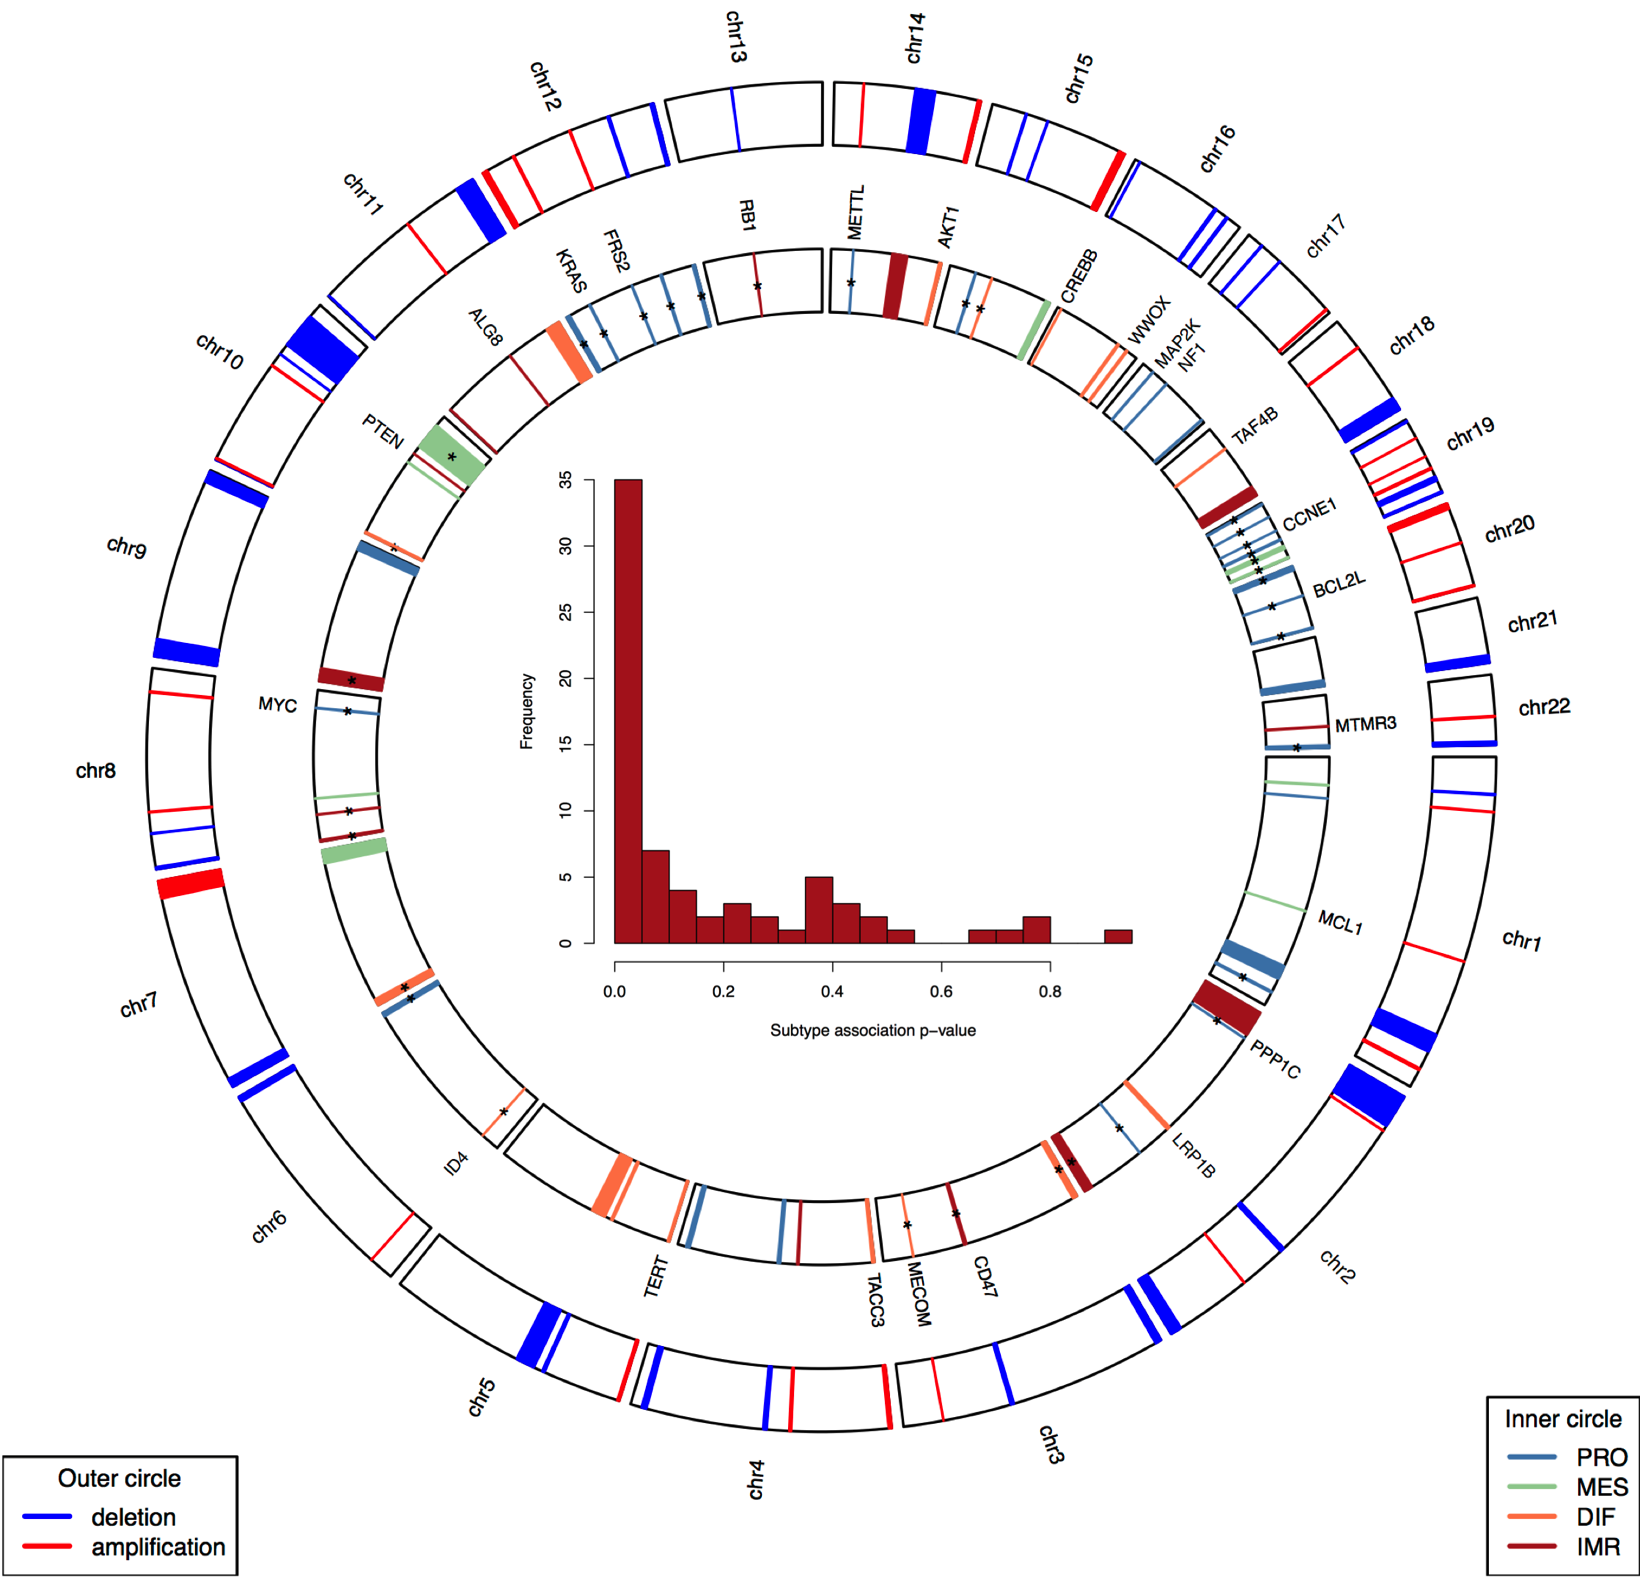 chr13
chr14
chr12
chr15
chr16
chr11
chr17
chr10
chr18
chr19
chr9
chr20
chr21
chr8
chr22
chr7
chr1
chr6
chr2
chr5
chr4
chr3
RB1
METTL
AKT1
FRS2
KRAS
CREBB
ALG8
WWOX
MAP2K
NF1
PTEN
TAF4B
CCNE1
BCL2L
MYC
MTMR3
MCL1
PPP1C
LRP1B
ID4
TERT
TACC3
MECOM
CD47
* * * * * * * * * * * * * * * * * * * * * * * * * * * * * * * * * * *
Frequency
35
30
25
20
15
10
5
0
0.0 0.2 0.4 0.6 0.8
Subtype association p−value
Outer circle
deletion
amplification
Inner circle
PRO
MES
DIF
IMR